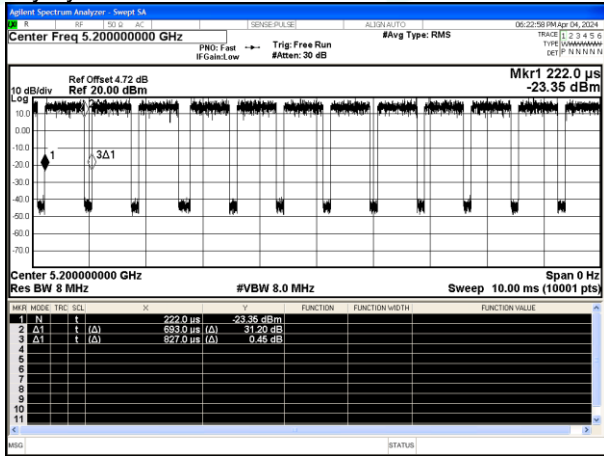 Agilent Spectrum Analyzer - Swept SA
R RF 50 Ω AC SENSE:PULSE ALIGN AUTO 06:22:58 PM Apr 04, 2024
Center Freq 5.200000000 GHz #Avg Type: RMS TRACE 1 2 3 4 5 6
PNO: Fast Trig: Free Run TYPE WWWWWW
IFGain:Low #Atten: 30 dB DET P N N N N N
Mkr1 222.0 µs
Ref Offset 4.72 dB
10 dB/div Ref 20.00 dBm -23.35 dBm
Log
10.0
0.00
-10.0
1 3Δ1
-20.0
-30.0
-40.0
-50.0
-60.0
-70.0
Center 5.200000000 GHz Span 0 Hz
Res BW 8 MHz #VBW 8.0 MHz Sweep 10.00 ms (10001 pts)
MKR MODE TRC SCL X Y FUNCTION FUNCTION WIDTH FUNCTION VALUE
1 N t 222.0 µs -23.35 dBm
2 Δ1 t (Δ) 693.0 µs (Δ) 31.20 dB
3 Δ1 t (Δ) 827.0 µs (Δ) 0.45 dB
4
5
6
7
8
9
10
11
MSG STATUS